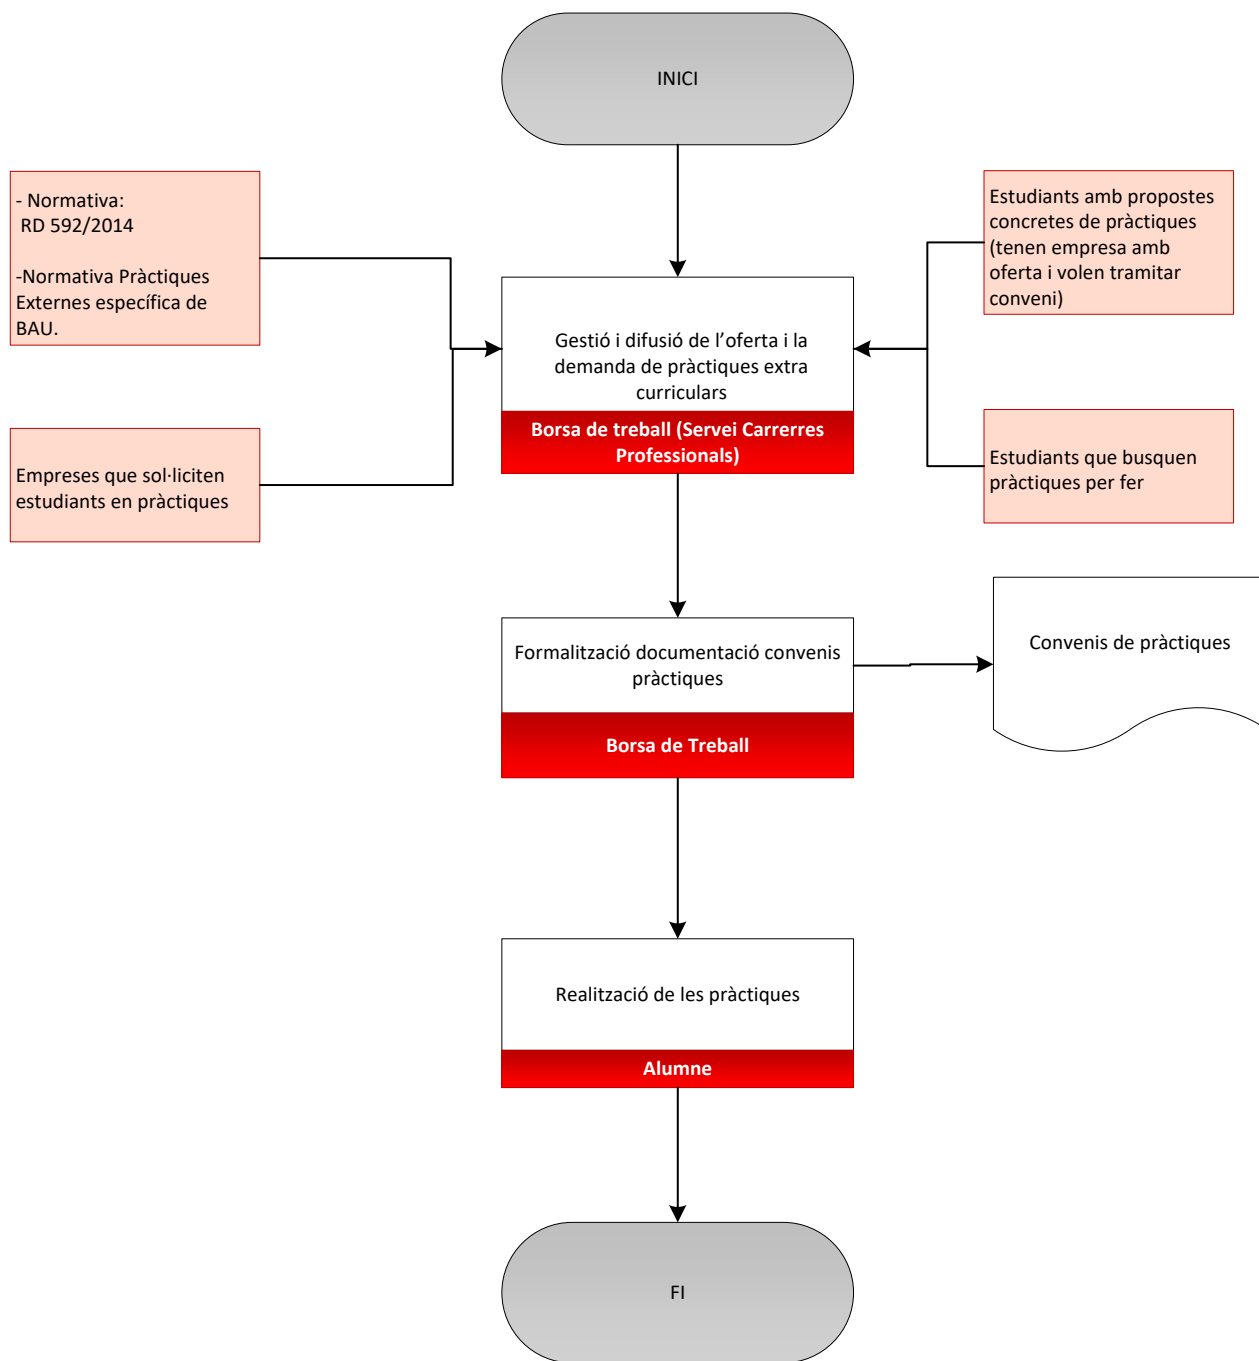 INICI
- Normativa:
RD 592/2014
-Normativa Pràctiques
Externes específica de
BAU.
Estudiants amb propostes
concretes de pràctiques
(tenen empresa amb
oferta i volen tramitar
conveni)
Gestió i difusió de l’oferta i la
demanda de pràctiques extra
curriculars
Borsa de treball (Servei Carrerres
Professionals)
Empreses que sol·liciten
estudiants en pràctiques
Estudiants que busquen
pràctiques per fer
Formalització documentació convenis
pràctiques
Borsa de Treball
Convenis de pràctiques
Realització de les pràctiques
Alumne
FI